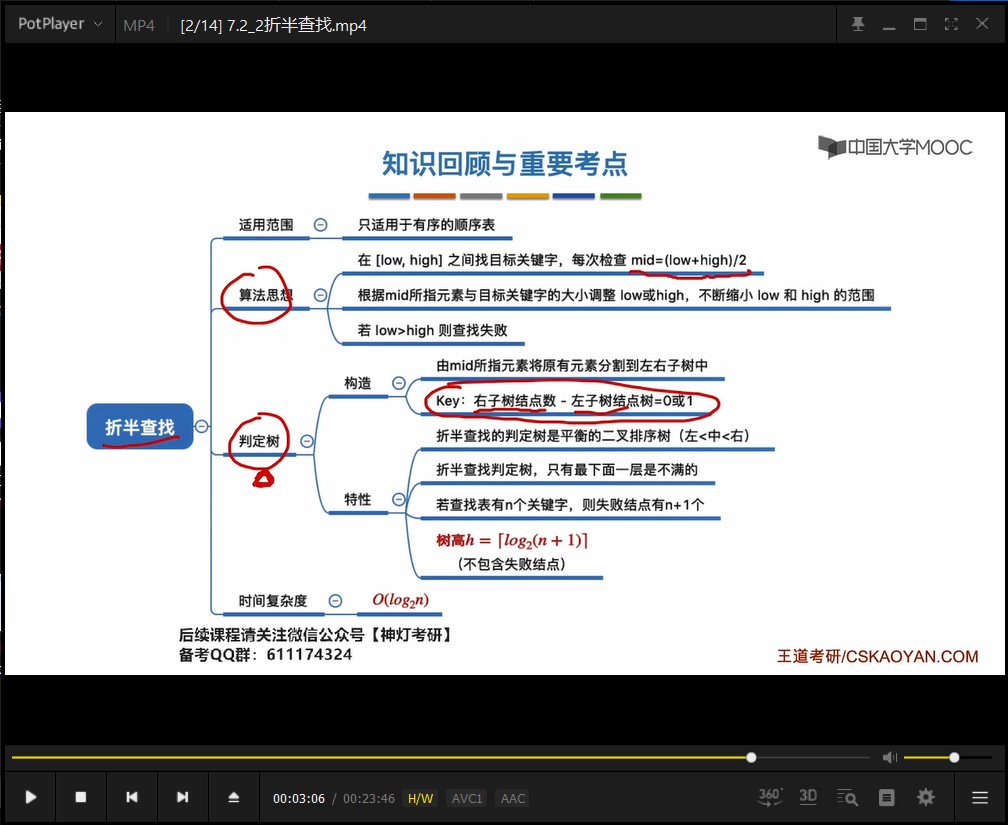 PotPlayer MP4 [2/14] 7.2_2折半查找.mp4
中国大学MOOC
知识回顾与重要考点
适用范围
只适用于有序的顺序表
算法思想
在 [low, high] 之间找目标关键字，每次检查 mid=(low+high)/2
根据mid所指元素与目标关键字的大小调整 low或high，不断缩小 low 和 high 的范围
若 low>high 则查找失败
折半查找
判定树
构造
由mid所指元素将原有元素分割到左右子树中
Key：右子树结点数 - 左子树结点树=0或1
特性
折半查找的判定树是平衡的二叉排序树（左<中<右）
折半查找判定树，只有最下面一层是不满的
若查找表有n个关键字，则失败结点有n+1个
树高h = ⌈log₂(n + 1)⌉
（不包含失败结点）
时间复杂度
O(log₂n)
后续课程请关注微信公众号【神灯考研】
备考QQ群：611174324
王道考研/CSKAOYAN.COM
00:03:06 / 00:23:46 H/W AVC1 AAC
360° 3D